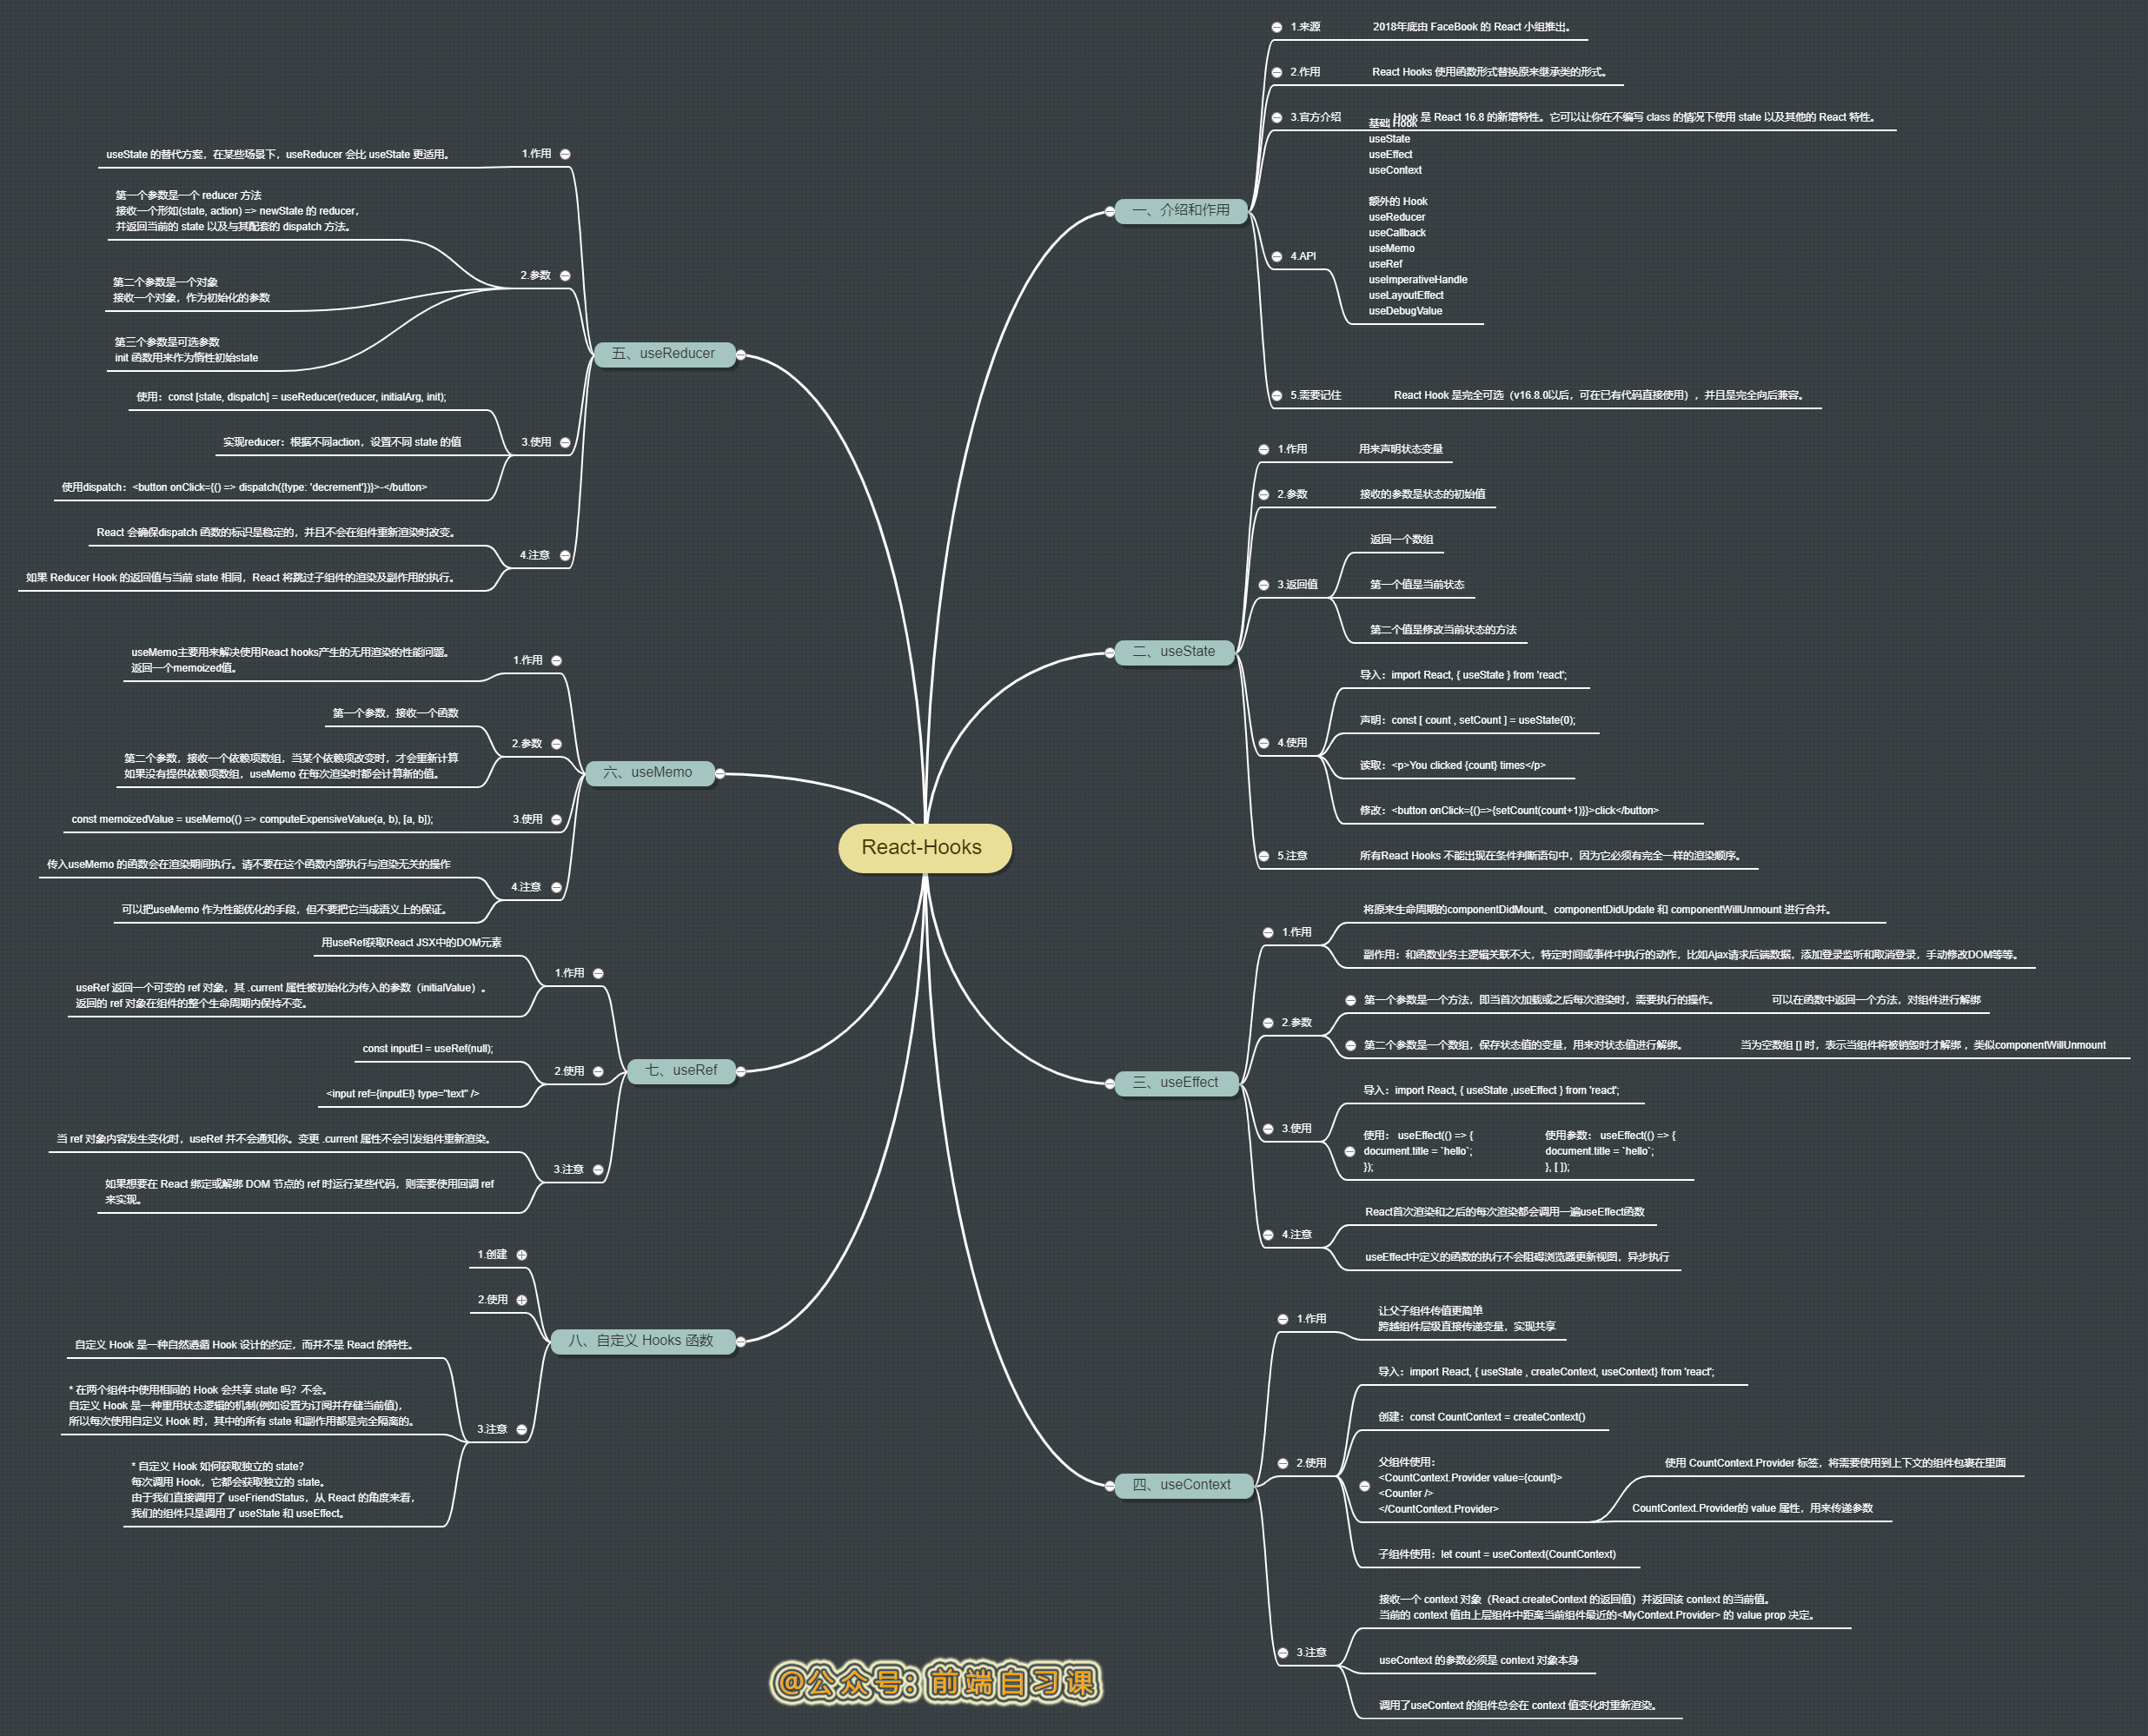 React-Hooks
一、介绍和作用
1.来源
2018年底由 FaceBook 的 React 小组推出。
2.作用
React Hooks 使用函数形式替换原来继承类的形式。
3.官方介绍
Hook 是 React 16.8 的新增特性。它可以让你在不编写 class 的情况下使用 state 以及其他的 React 特性。
4.API
基础 Hook
useState
useEffect
useContext
额外的 Hook
useReducer
useCallback
useMemo
useRef
useImperativeHandle
useLayoutEffect
useDebugValue
5.需要记住
React Hook 是完全可选（v16.8.0以后，可在已有代码直接使用），并且是完全向后兼容。
二、useState
1.作用
用来声明状态变量
2.参数
接收的参数是状态的初始值
3.返回值
返回一个数组
第一个值是当前状态
第二个值是修改当前状态的方法
4.使用
导入：import React, { useState } from 'react';
声明：const [ count , setCount ] = useState(0);
读取：<p>You clicked {count} times</p>
修改：<button onClick={()=>{setCount(count+1)}}>click</button>
5.注意
所有React Hooks 不能出现在条件判断语句中，因为它必须有完全一样的渲染顺序。
三、useEffect
1.作用
将原来生命周期的componentDidMount、componentDidUpdate 和 componentWillUnmount 进行合并。
副作用：和函数业务主逻辑关联不大，特定时间或事件中执行的动作，比如Ajax请求后端数据，添加登录监听和取消登录，手动修改DOM等等。
2.参数
第一个参数是一个方法，即当首次加载或之后每次渲染时，需要执行的操作。
可以在函数中返回一个方法，对组件进行解绑
第二个参数是一个数组，保存状态值的变量，用来对状态值进行解绑。
当为空数组 [] 时，表示当组件将被销毁时才解绑 ，类似componentWillUnmount
3.使用
导入：import React, { useState ,useEffect } from 'react';
使用： useEffect(() => {
document.title = `hello`;
});
使用参数： useEffect(() => {
document.title = `hello`;
}, [ ]);
4.注意
React首次渲染和之后的每次渲染都会调用一遍useEffect函数
useEffect中定义的函数的执行不会阻碍浏览器更新视图，异步执行
四、useContext
1.作用
让父子组件传值更简单
跨越组件层级直接传递变量，实现共享
2.使用
导入：import React, { useState , createContext, useContext} from 'react';
创建：const CountContext = createContext()
父组件使用：
<CountContext.Provider value={count}>
<Counter />
</CountContext.Provider>
使用 CountContext.Provider 标签，将需要使用到上下文的组件包裹在里面
CountContext.Provider的 value 属性，用来传递参数
子组件使用：let count = useContext(CountContext)
3.注意
接收一个 context 对象（React.createContext 的返回值）并返回该 context 的当前值。
当前的 context 值由上层组件中距离当前组件最近的<MyContext.Provider> 的 value prop 决定。
useContext 的参数必须是 context 对象本身
调用了useContext 的组件总会在 context 值变化时重新渲染。
五、useReducer
1.作用
useState 的替代方案，在某些场景下，useReducer 会比 useState 更适用。
2.参数
第一个参数是一个 reducer 方法
接收一个形如(state, action) => newState 的 reducer，
并返回当前的 state 以及与其配套的 dispatch 方法。
第二个参数是一个对象
接收一个对象，作为初始化的参数
第三个参数是可选参数
init 函数用来作为惰性初始state
3.使用
使用：const [state, dispatch] = useReducer(reducer, initialArg, init);
实现reducer：根据不同action，设置不同 state 的值
使用dispatch：<button onClick={() => dispatch({type: 'decrement'})}>-</button>
4.注意
React 会确保dispatch 函数的标识是稳定的，并且不会在组件重新渲染时改变。
如果 Reducer Hook 的返回值与当前 state 相同，React 将跳过子组件的渲染及副作用的执行。
六、useMemo
1.作用
useMemo主要用来解决使用React hooks产生的无用渲染的性能问题。
返回一个memoized值。
2.参数
第一个参数，接收一个函数
第二个参数，接收一个依赖项数组，当某个依赖项改变时，才会重新计算
如果没有提供依赖项数组，useMemo 在每次渲染时都会计算新的值。
3.使用
const memoizedValue = useMemo(() => computeExpensiveValue(a, b), [a, b]);
4.注意
传入useMemo 的函数会在渲染期间执行。请不要在这个函数内部执行与渲染无关的操作
可以把useMemo 作为性能优化的手段，但不要把它当成语义上的保证。
七、useRef
1.作用
用useRef获取React JSX中的DOM元素
useRef 返回一个可变的 ref 对象，其 .current 属性被初始化为传入的参数（initialValue）。
返回的 ref 对象在组件的整个生命周期内保持不变。
2.使用
const inputEl = useRef(null);
<input ref={inputEl} type="text" />
3.注意
当 ref 对象内容发生变化时，useRef 并不会通知你。变更 .current 属性不会引发组件重新渲染。
如果想要在 React 绑定或解绑 DOM 节点的 ref 时运行某些代码，则需要使用回调 ref
来实现。
八、自定义 Hooks 函数
1.创建
2.使用
3.注意
自定义 Hook 是一种自然遵循 Hook 设计的约定，而并不是 React 的特性。
* 在两个组件中使用相同的 Hook 会共享 state 吗？不会。
自定义 Hook 是一种重用状态逻辑的机制(例如设置为订阅并存储当前值)，
所以每次使用自定义 Hook 时，其中的所有 state 和副作用都是完全隔离的。
* 自定义 Hook 如何获取独立的 state？
每次调用 Hook，它都会获取独立的 state。
由于我们直接调用了 useFriendStatus，从 React 的角度来看，
我们的组件只是调用了 useState 和 useEffect。
@公众号：前端自习课